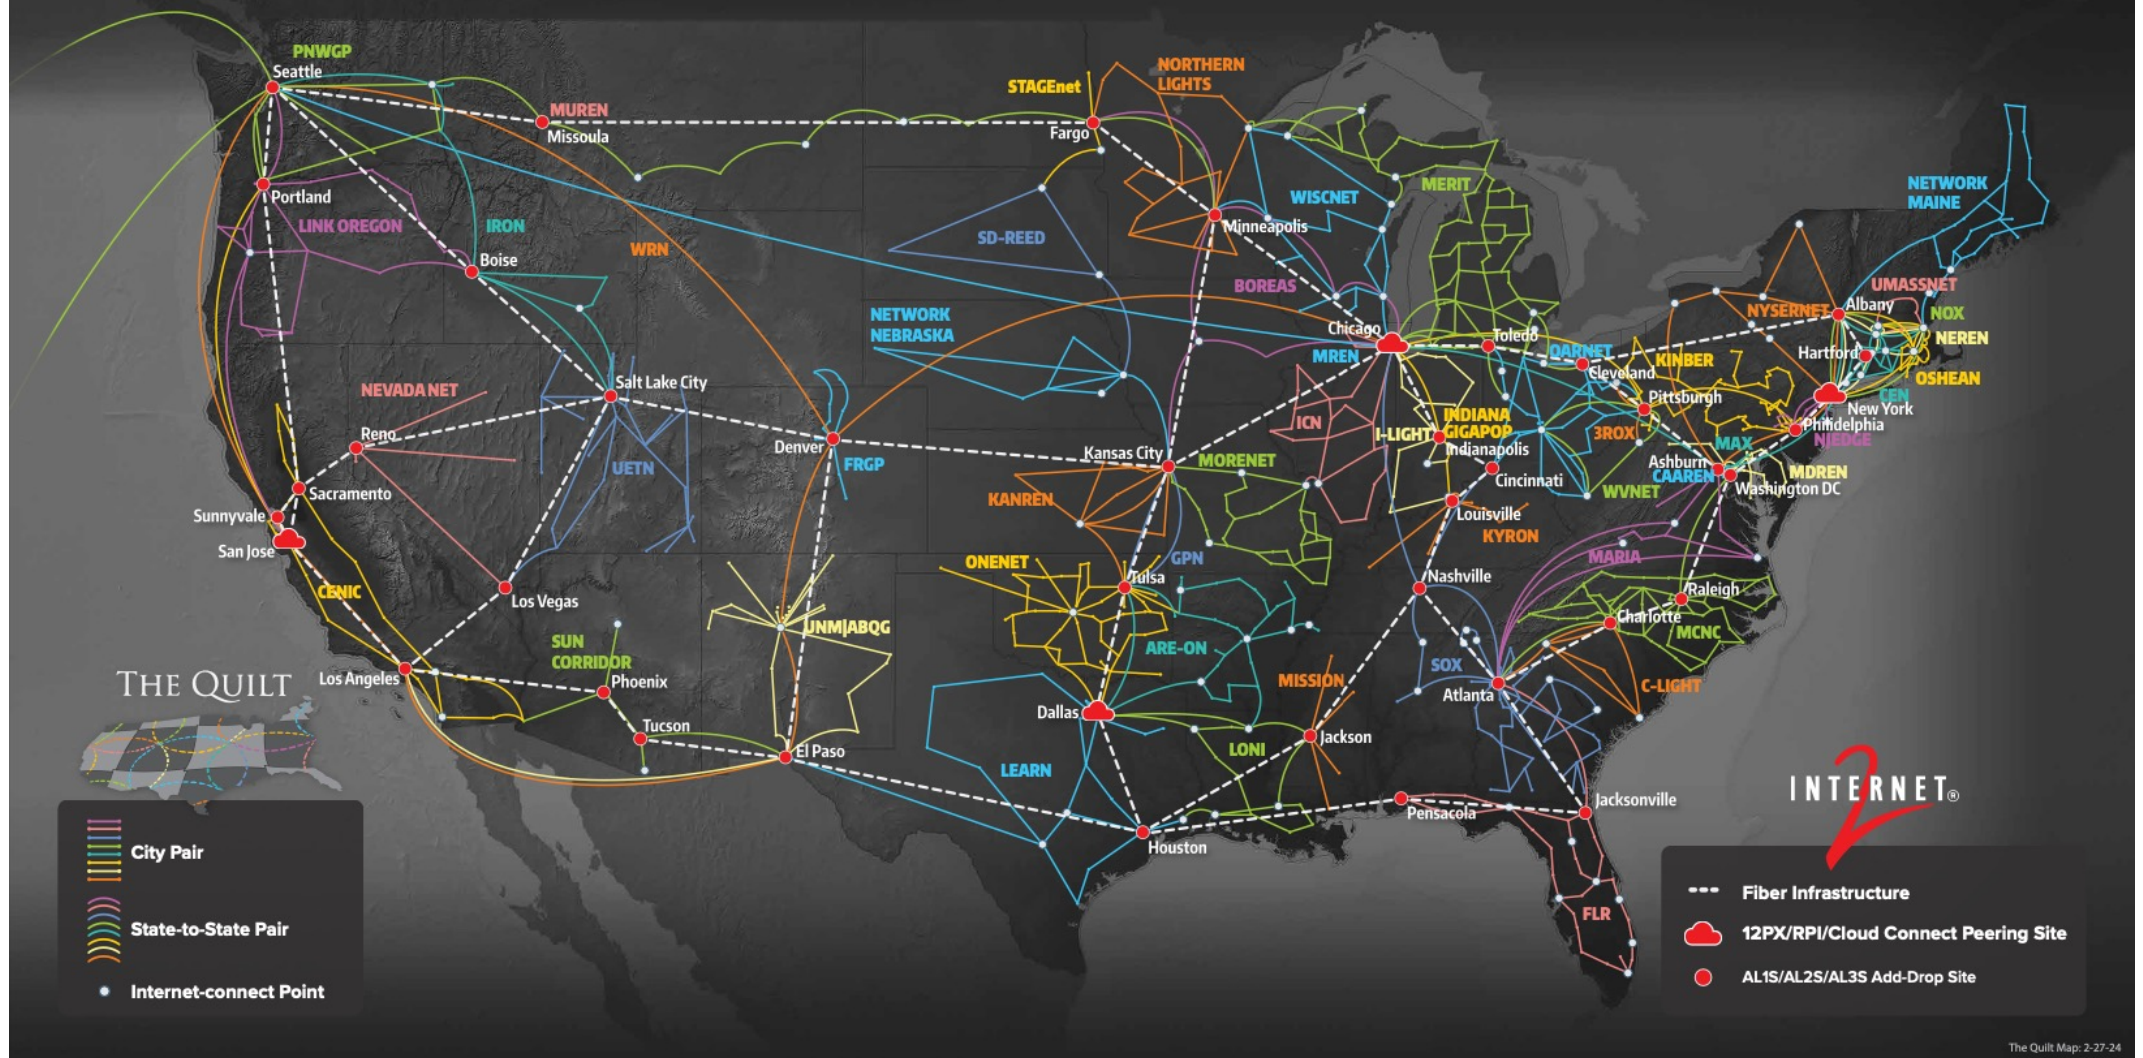 PNWGP
Seattle
MUREN
Missoula
STAGEnet
Fargo
NORTHERN
LIGHTS
Portland
LINK OREGON
IRON
Boise
WRN
SD-REED
Minneapolis
WISCNET
MERIT
BOREAS
NETWORK
MAINE
NETWORK
NEBRASKA
Chicago
MREN
Toledo
OARNET
Cleveland
KINBER
Pittsburgh
NYSERNET
Albany
UMASSNET
NOX
NEREN
Hartford
OSHEAN
CEN
New York
Philidelphia
NJEDGE
NEVADA NET
Reno
Salt Lake City
UETN
Denver
FRGP
Kansas City
MORENET
KANREN
ICN
I-LIGHT
INDIANA
GIGAPOP
Indianapolis
Cincinnati
3ROX
WVNET
MAX
Ashburn
CAAREN
Washington DC
MDREN
Louisville
KYRON
Sacramento
Sunnyvale
San Jose
CENIC
Los Vegas
Los Angeles
SUN
CORRIDOR
Phoenix
Tucson
UNM|ABQG
El Paso
ONENET
Tulsa
GPN
ARE-ON
Nashville
MARIA
Raleigh
Charlotte
MCNC
SOX
Atlanta
C-LIGHT
MISSION
Jackson
Dallas
LONI
LEARN
Houston
Pensacola
Jacksonville
FLR
THE QUILT
City Pair
State-to-State Pair
Internet-connect Point
INTERNET®
2
Fiber Infrastructure
12PX/RPI/Cloud Connect Peering Site
AL1S/AL2S/AL3S Add-Drop Site
The Quilt Map: 2-27-24